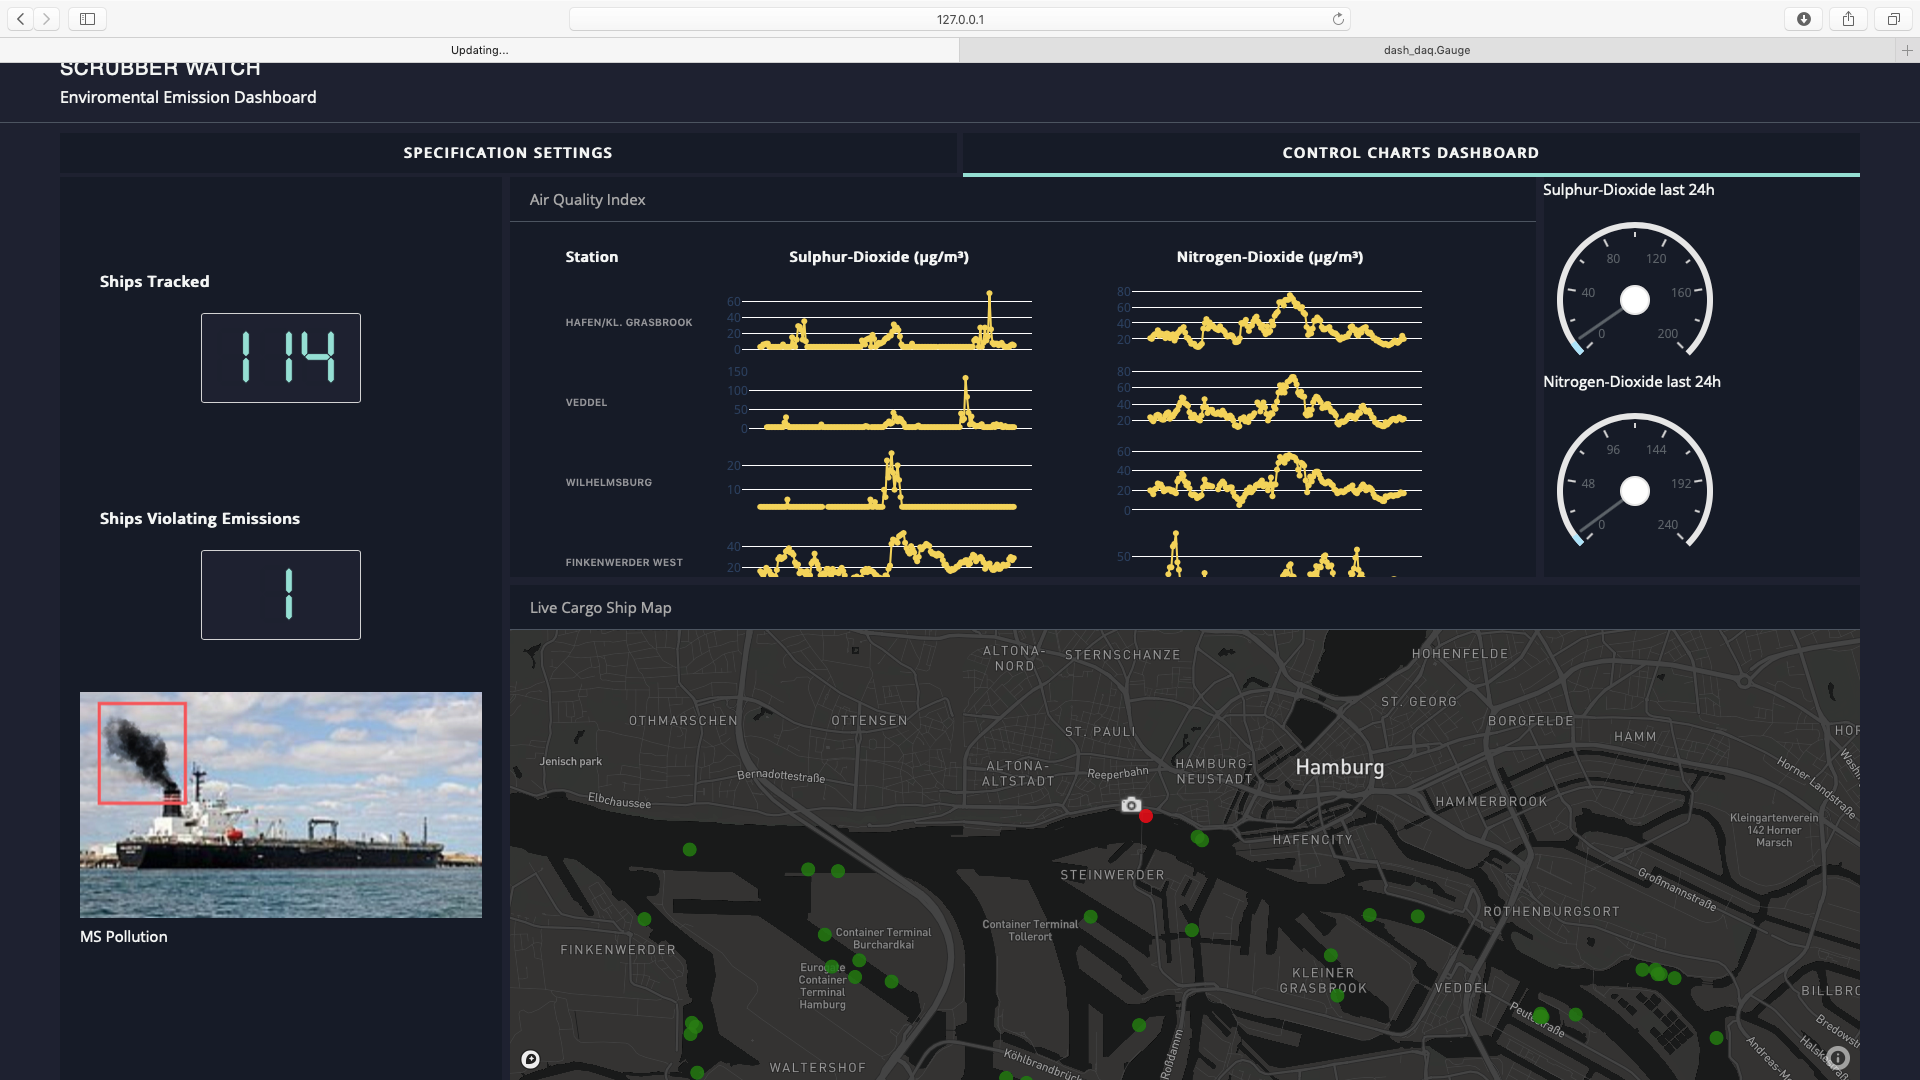 127.0.0.1
Updating...
dash_daq.Gauge
SCRUBBER WATCH
Enviromental Emission Dashboard
SPECIFICATION SETTINGS
CONTROL CHARTS DASHBOARD
Ships Tracked
114
Ships Violating Emissions
1
MS Pollution
Air Quality Index
Station
Sulphur-Dioxide (µg/m³)
Nitrogen-Dioxide (µg/m³)
HAFEN/KL. GRASBROOK
60
40
20
0
80
60
40
20
VEDDEL
150
100
50
0
80
60
40
20
WILHELMSBURG
20
10
60
40
20
0
FINKENWERDER WEST
40
20
50
Sulphur-Dioxide last 24h
0
40
80
120
160
200
Nitrogen-Dioxide last 24h
0
48
96
144
192
240
Live Cargo Ship Map
ALTONA-
NORD
STERNSCHANZE
HOHENFELDE
ST. GEORG
OTHMARSCHEN
OTTENSEN
ST. PAULI
BORGFELDE
HAMM
HOF
Jenisch park
Bernadottestraße
ALTONA-
ALTSTADT
Reeperbahn
HAMBURG-
NEUSTADT
Hamburg
Horner Landstraße
Elbchaussee
HAMMERBROOK
Kleingartenverein
142 Horner
Marsch
HAFENCITY
STEINWERDER
Großmannstraße
ROTHENBURGSORT
Container Terminal
Tollerort
Container Terminal
Burchardkai
FINKENWERDER
Eurogate
Container
Terminal
Hamburg
KLEINER
GRASBROOK
VEDDEL
BILLBRO
Peutestraße
Köhlbrandbrück
Roßdamm
WALTERSHOF